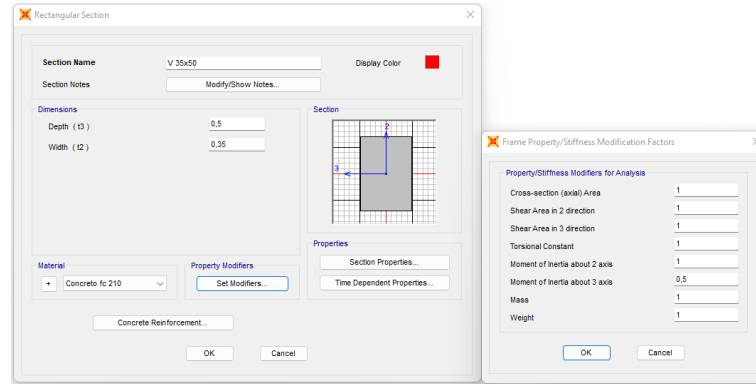 Rectangular Section
Section Name V 35x50 Display Color
Section Notes Modify/Show Notes...
Dimensions
Depth ( t3 ) 0,5
Width ( t2 ) 0,35
Section
2
3
Properties
Section Properties...
Time Dependent Properties...
Material
+ Concreto fc 210
Property Modifiers
Set Modifiers...
Concrete Reinforcement...
OK Cancel
Frame Property/Stiffness Modification Factors
Property/Stiffness Modifiers for Analysis
Cross-section (axial) Area 1
Shear Area in 2 direction 1
Shear Area in 3 direction 1
Torsional Constant 1
Moment of Inertia about 2 axis 1
Moment of Inertia about 3 axis 0,5
Mass 1
Weight 1
OK Cancel